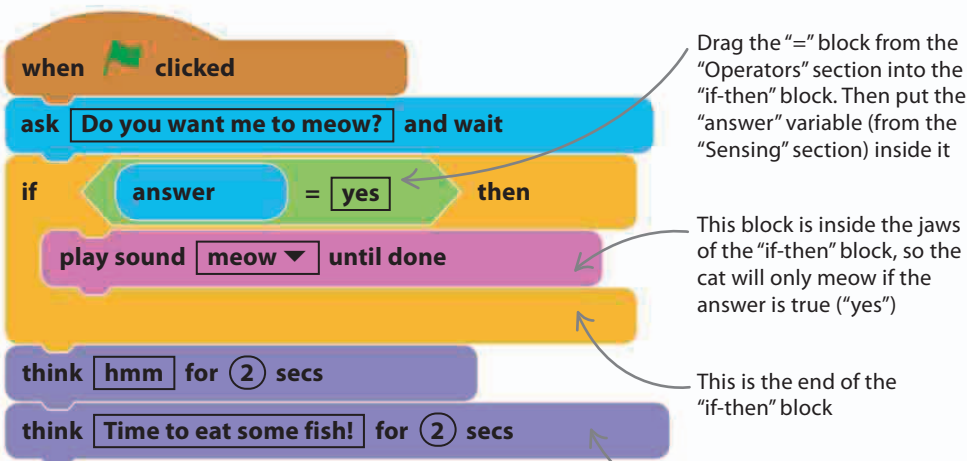 when clicked
ask Do you want me to meow? and wait
if answer = yes then
play sound meow until done
think hmm for 2 secs
think Time to eat some fish! for 2 secs
Drag the “=” block from the
“Operators” section into the
“if-then” block. Then put the
“answer” variable (from the
“Sensing” section) inside it
This block is inside the jaws
of the “if-then” block, so the
cat will only meow if the
answer is true (“yes”)
This is the end of the
“if-then” block